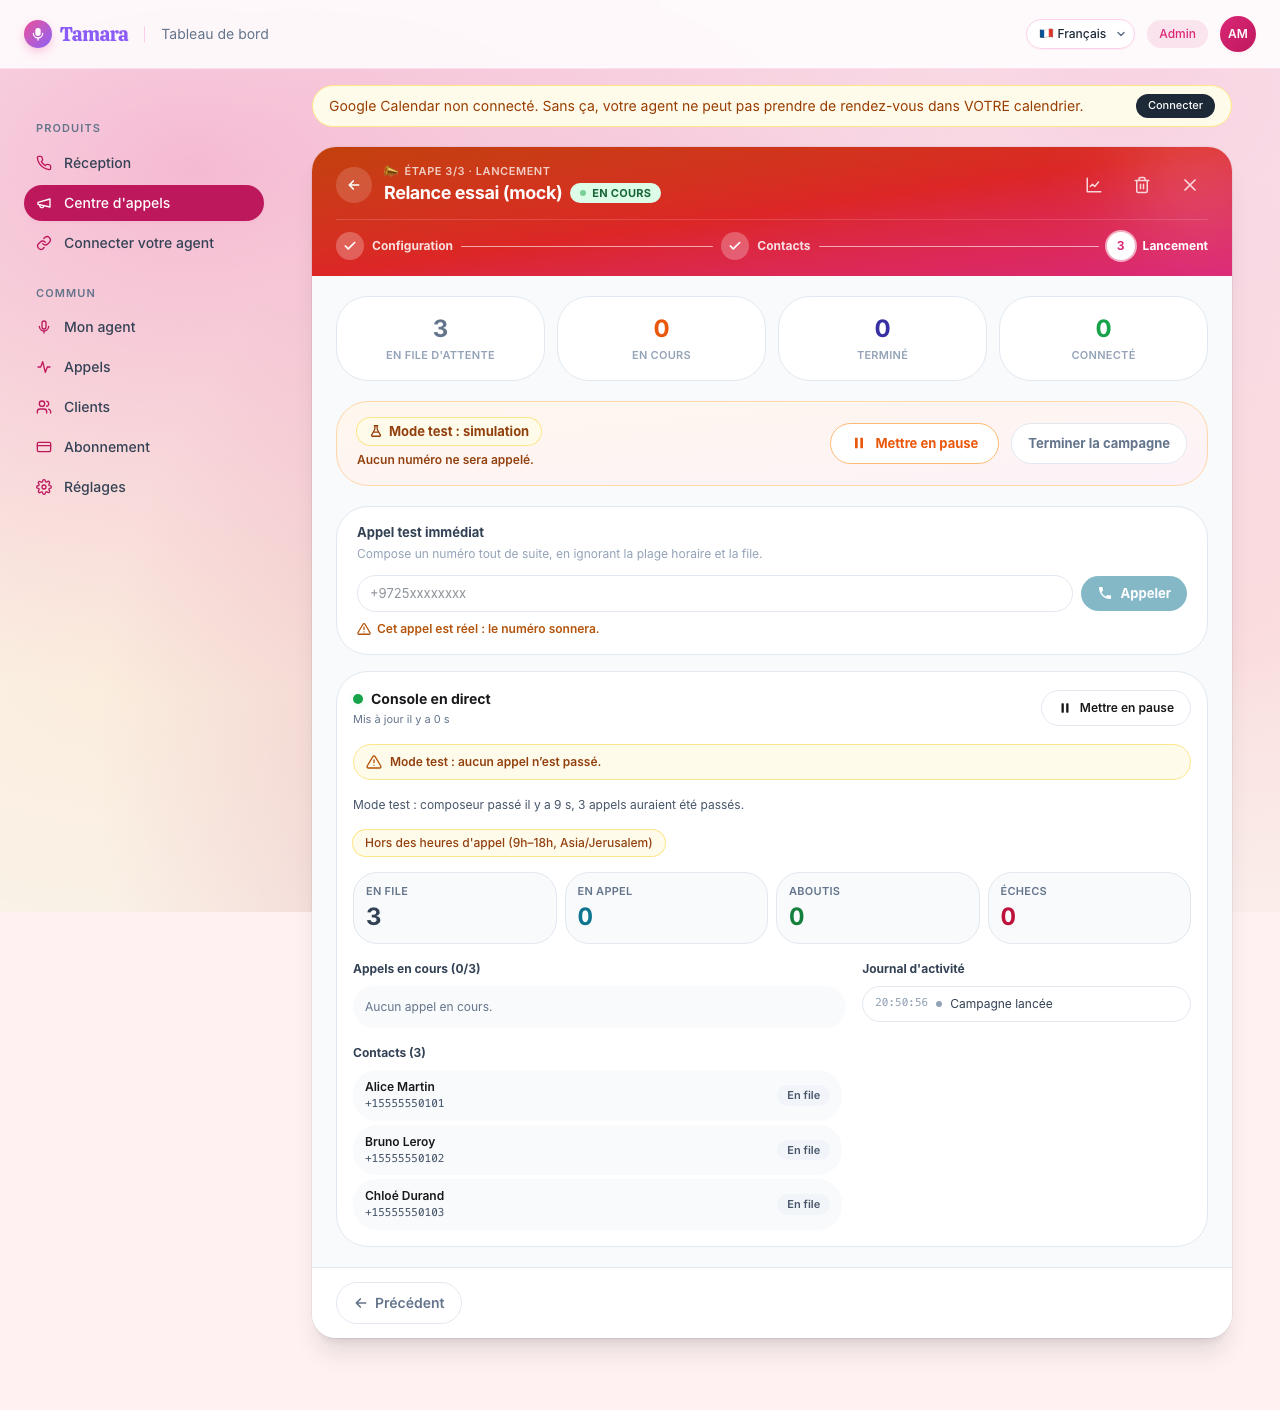 Tamara
Tableau de bord
Français
Admin
AM
PRODUITS
Réception
Centre d'appels
Connecter votre agent
COMMUN
Mon agent
Appels
Clients
Abonnement
Réglages
Google Calendar non connecté. Sans ça, votre agent ne peut pas prendre de rendez-vous dans VOTRE calendrier.
Connecter
ÉTAPE 3/3 · LANCEMENT
Relance essai (mock)
EN COURS
Configuration
Contacts
3
Lancement
3
EN FILE D'ATTENTE
0
EN COURS
0
TERMINÉ
0
CONNECTÉ
Mode test : simulation
Aucun numéro ne sera appelé.
Mettre en pause
Terminer la campagne
Appel test immédiat
Compose un numéro tout de suite, en ignorant la plage horaire et la file.
+9725xxxxxxxx
Appeler
Cet appel est réel : le numéro sonnera.
Console en direct
Mis à jour il y a 0 s
Mettre en pause
Mode test : aucun appel n’est passé.
Mode test : composeur passé il y a 9 s, 3 appels auraient été passés.
Hors des heures d'appel (9h–18h, Asia/Jerusalem)
EN FILE
3
EN APPEL
0
ABOUTIS
0
ÉCHECS
0
Appels en cours (0/3)
Aucun appel en cours.
Journal d'activité
20:50:56
Campagne lancée
Contacts (3)
Alice Martin
+15555550101
En file
Bruno Leroy
+15555550102
En file
Chloé Durand
+15555550103
En file
Précédent